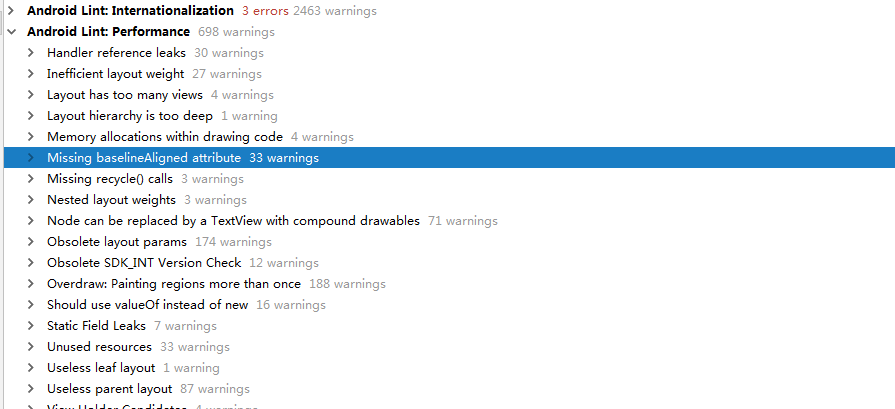 Android Lint: Internationalization 3 errors 2463 warnings
Android Lint: Performance 698 warnings
Handler reference leaks 30 warnings
Inefficient layout weight 27 warnings
Layout has too many views 4 warnings
Layout hierarchy is too deep 1 warning
Memory allocations within drawing code 4 warnings
Missing baselineAligned attribute 33 warnings
Missing recycle() calls 3 warnings
Nested layout weights 3 warnings
Node can be replaced by a TextView with compound drawables 71 warnings
Obsolete layout params 174 warnings
Obsolete SDK_INT Version Check 12 warnings
Overdraw: Painting regions more than once 188 warnings
Should use valueOf instead of new 16 warnings
Static Field Leaks 7 warnings
Unused resources 33 warnings
Useless leaf layout 1 warning
Useless parent layout 87 warnings
View Holder Candidates 4 warnings